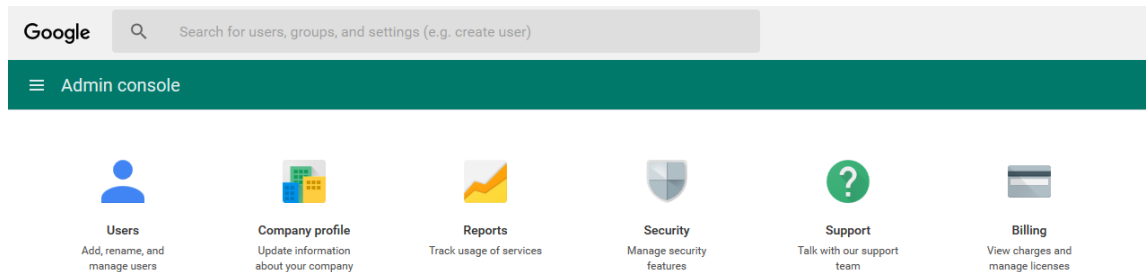 Google
Search for users, groups, and settings (e.g. create user)
Admin console
Users
Add, rename, and
manage users
Company profile
Update information
about your company
Reports
Track usage of services
Security
Manage security
features
Support
Talk with our support
team
Billing
View charges and
manage licenses